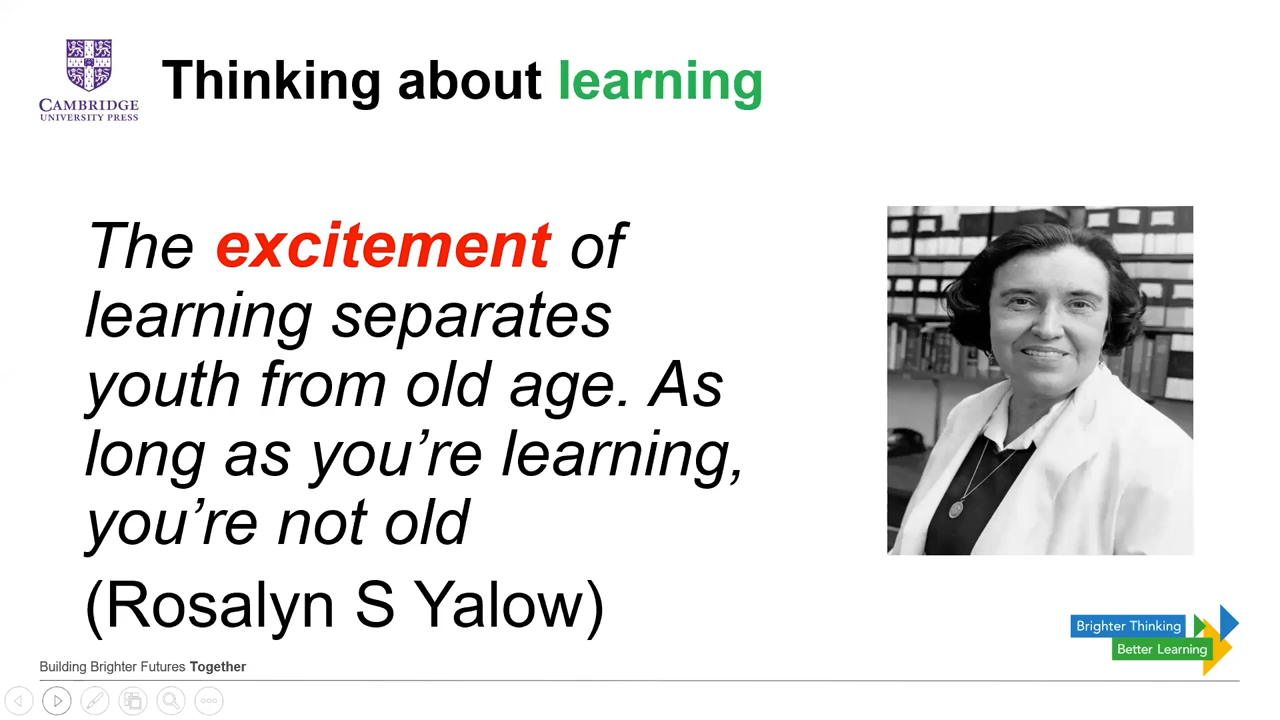 CAMBRIDGE
UNIVERSITY PRESS
Thinking about learning
The excitement of
learning separates
youth from old age. As
long as you’re learning,
you’re not old
(Rosalyn S Yalow)
Brighter Thinking
Better Learning
Building Brighter Futures Together